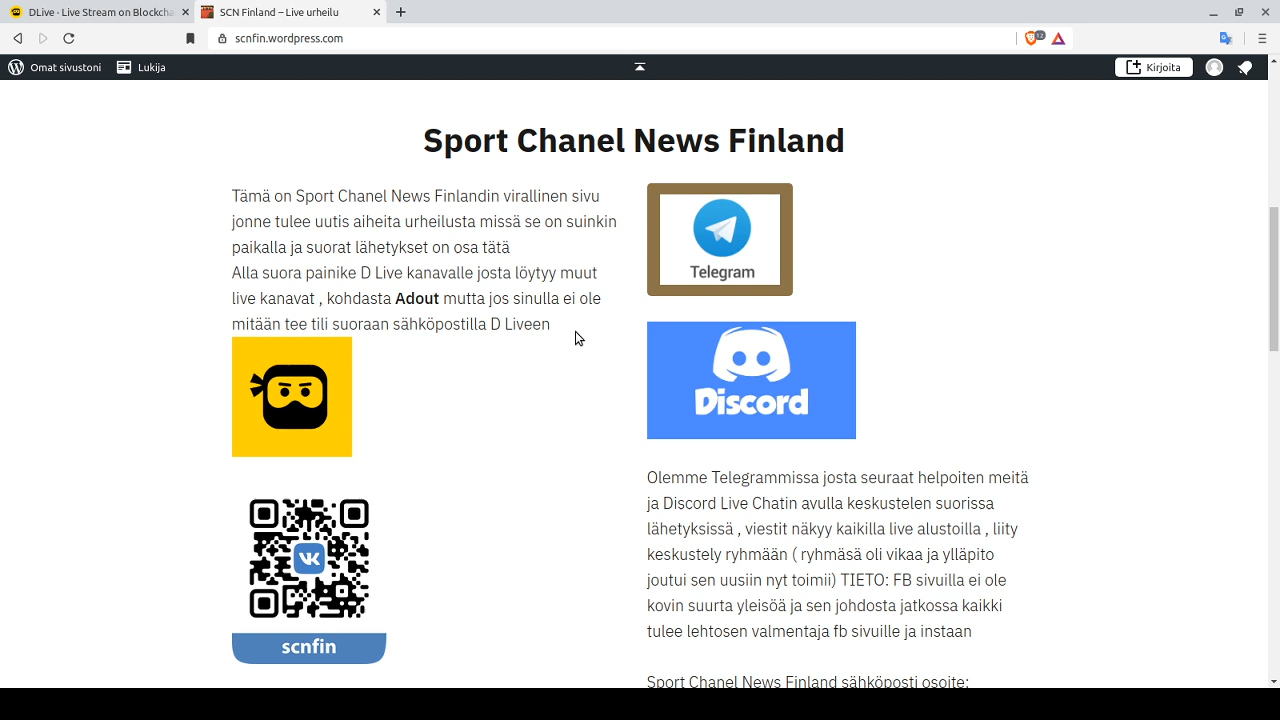 DLive · Live Stream on Blockcha
SCN Finland – Live urheilu
scnfin.wordpress.com
12
Omat sivustoni
Lukija
Kirjoita
Sport Chanel News Finland
Tämä on Sport Chanel News Finlandin virallinen sivu
jonne tulee uutis aiheita urheilusta missä se on suinkin
paikalla ja suorat lähetykset on osa tätä
Alla suora painike D Live kanavalle josta löytyy muut
live kanavat , kohdasta Adout mutta jos sinulla ei ole
mitään tee tili suoraan sähköpostilla D Liveen
scnfin
Telegram
Discord
Olemme Telegrammissa josta seuraat helpoiten meitä
ja Discord Live Chatin avulla keskustelen suorissa
lähetyksissä , viestit näkyy kaikilla live alustoilla , liity
keskustely ryhmään ( ryhmäsä oli vikaa ja ylläpito
joutui sen uusiin nyt toimii) TIETO: FB sivuilla ei ole
kovin suurta yleisöä ja sen johdosta jatkossa kaikki
tulee lehtosen valmentaja fb sivuille ja instaan
Sport Chanel News Finland sähköposti osoite: